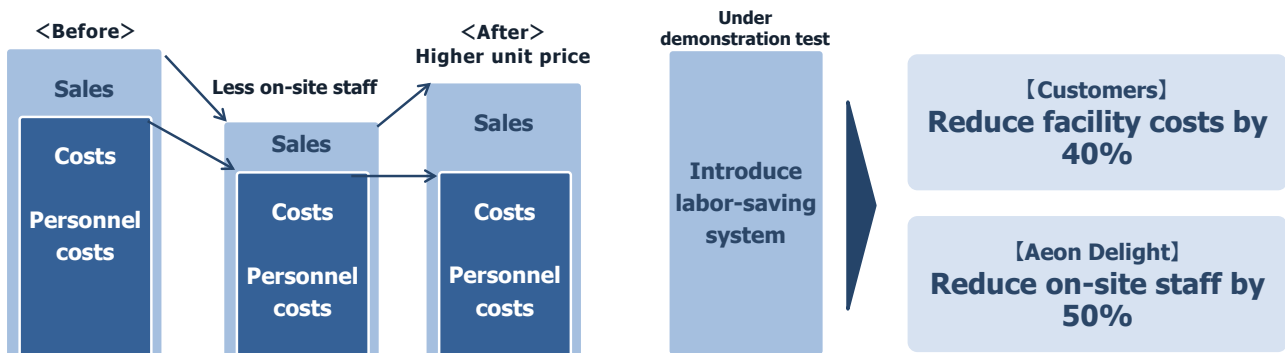 <Before>
Sales
Costs
Personnel
costs
Less on-site staff
Sales
Costs
Personnel
costs
<After>
Higher unit price
Sales
Costs
Personnel
costs
Under
demonstration test
Introduce
labor-saving
system
【Customers】
Reduce facility costs by
40%
【Aeon Delight】
Reduce on-site staff by
50%